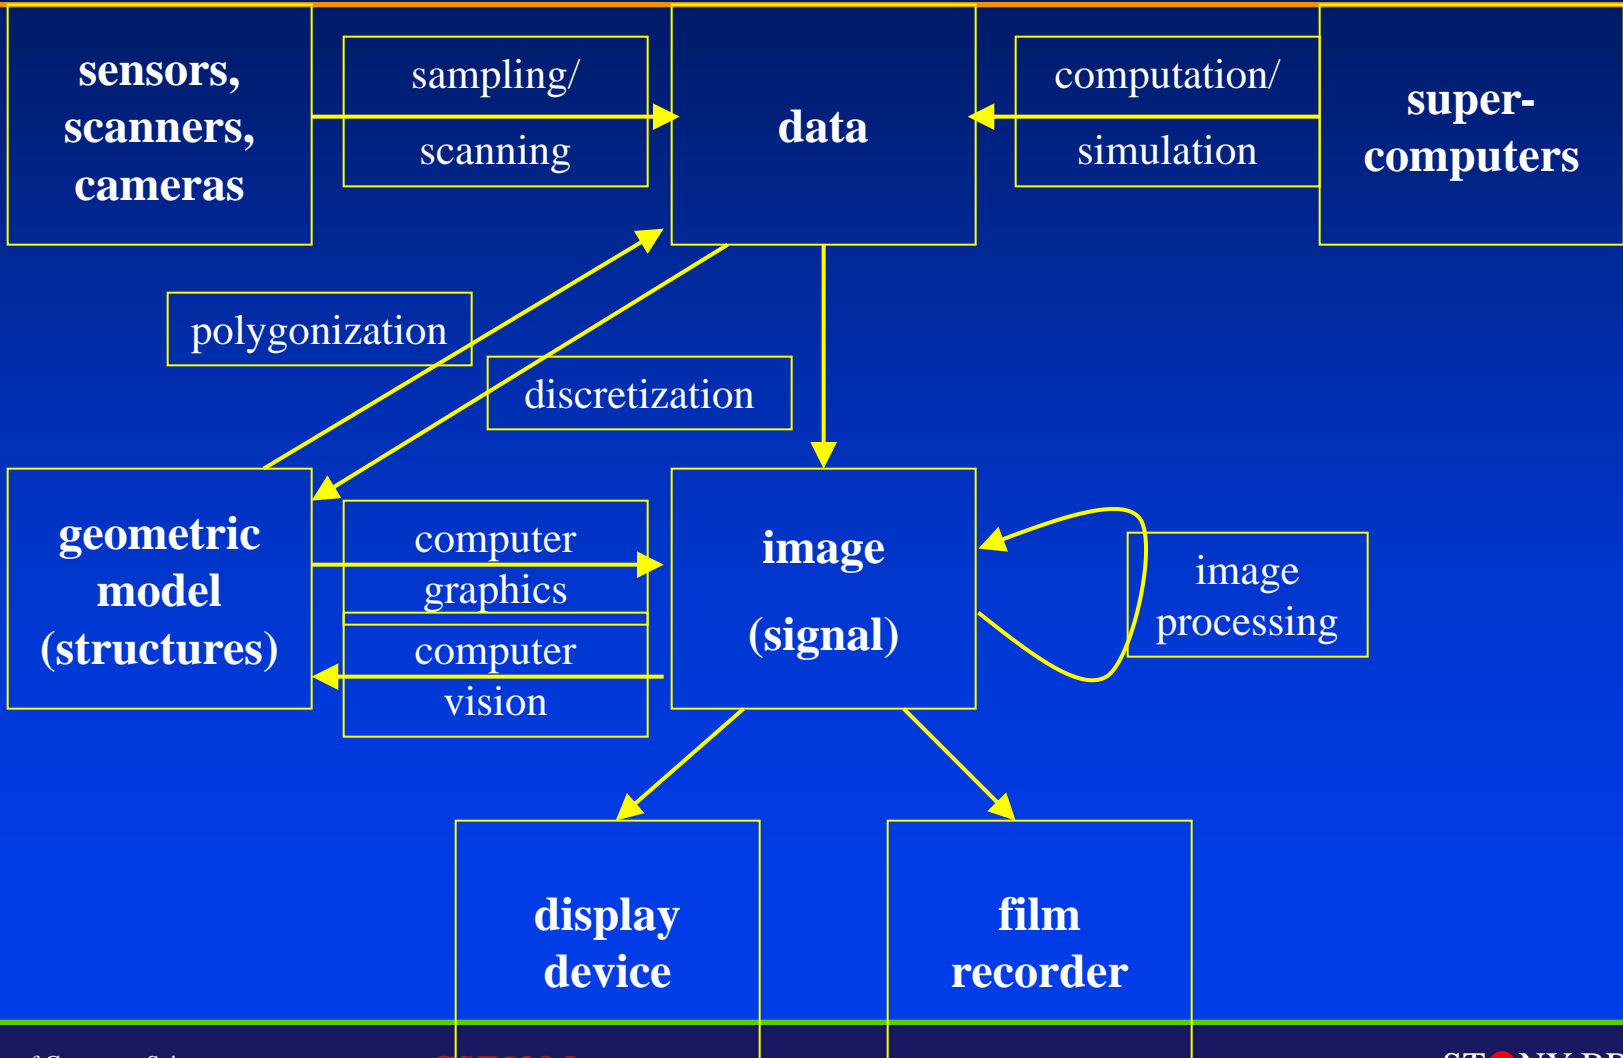 sensors,
scanners,
cameras
sampling/
scanning
data
computation/
simulation
super-
computers
polygonization
discretization
geometric
model
(structures)
computer
graphics
computer
vision
image
(signal)
image
processing
display
device
film
recorder